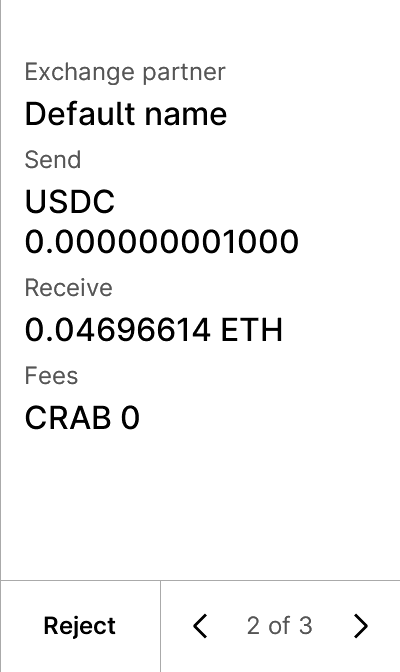 Exchange partner
Default name
Send
USDC
0.000000001000
Receive
0.04696614 ETH
Fees
CRAB 0
Reject
2 of 3